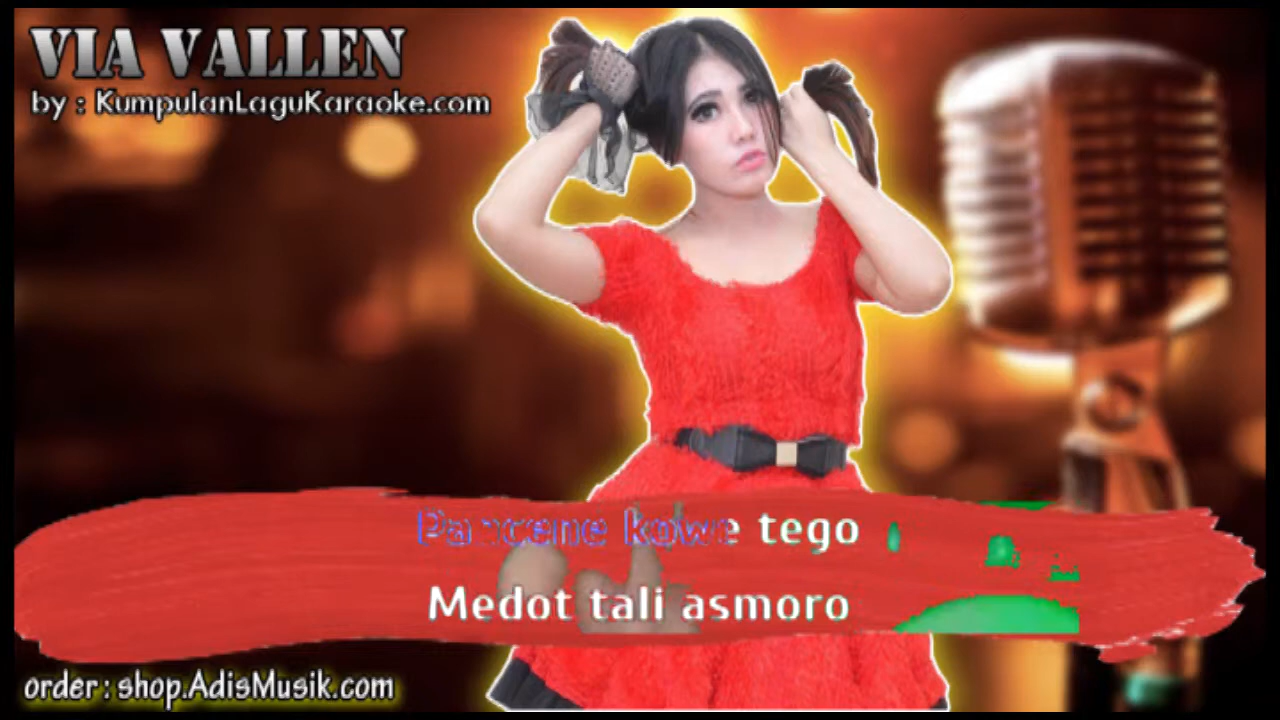 VIA VALLEN
by : KumpulanLaguKaraoke.com
Pancene kowe tego
Medot tali asmoro
order : shop.AdisMusik.com